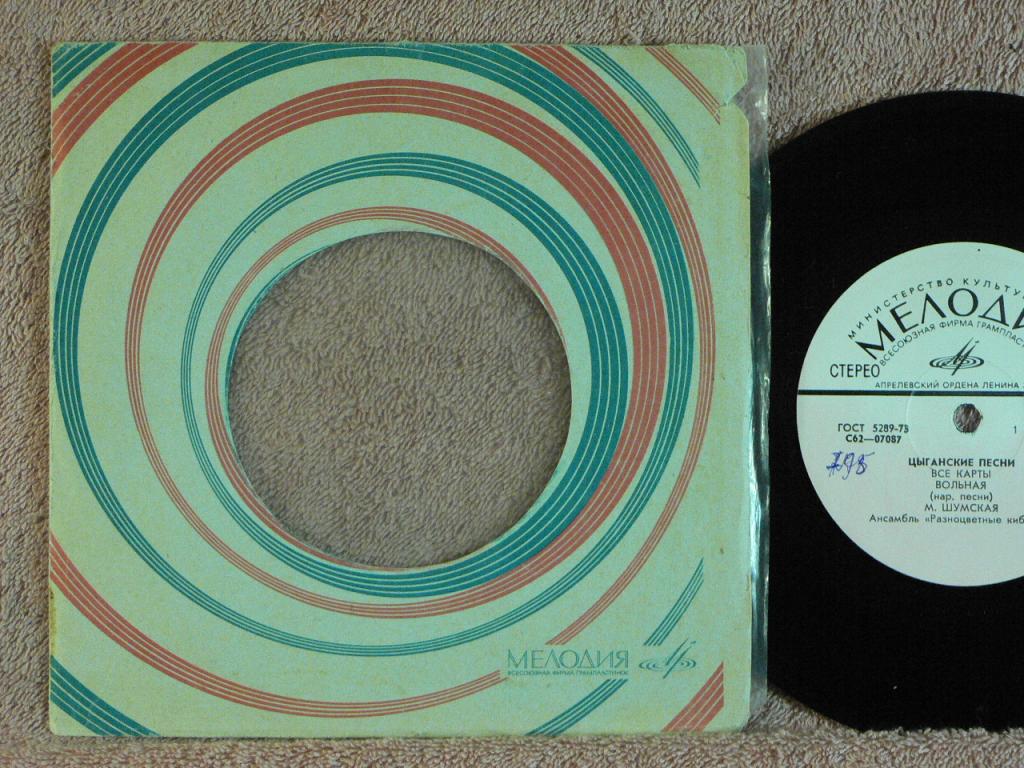 МЕЛОДИЯ
ВСЕСОЮЗНАЯ ФИРМА ГРАМПЛАСТИНОК
МИНИСТЕРСТВО КУЛЬТУ
МЕЛОДИ
ВСЕСОЮЗНАЯ ФИРМА ГРАМПЛАС
СТЕРЕО
АПРЕЛЕВСКИЙ ОРДЕНА ЛЕНИНА
ГОСТ 5289-73
С62—07087
1
ЦЫГАНСКИЕ ПЕСНИ
ВСЕ КАРТЫ
ВОЛЬНАЯ
(нар. песни)
М. ШУМСКАЯ
Ансамбль «Разноцветные киб